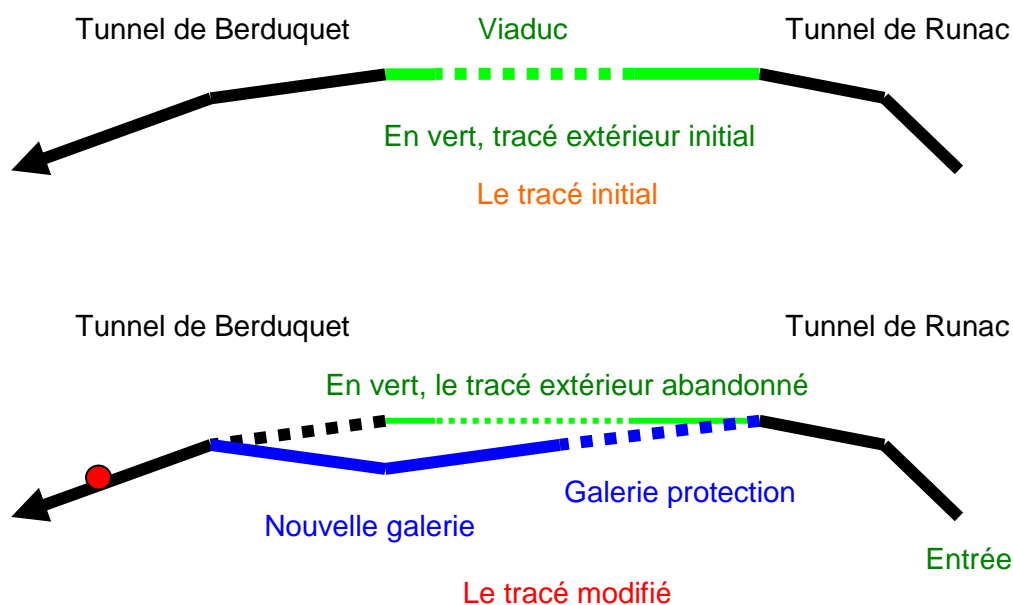 Tunnel de Berduquet Viaduc Tunnel de Runac
En vert, tracé extérieur initial
Le tracé initial
Tunnel de Berduquet Tunnel de Runac
En vert, le tracé extérieur abandonné
Galerie protection
Nouvelle galerie
Entrée
Le tracé modifié